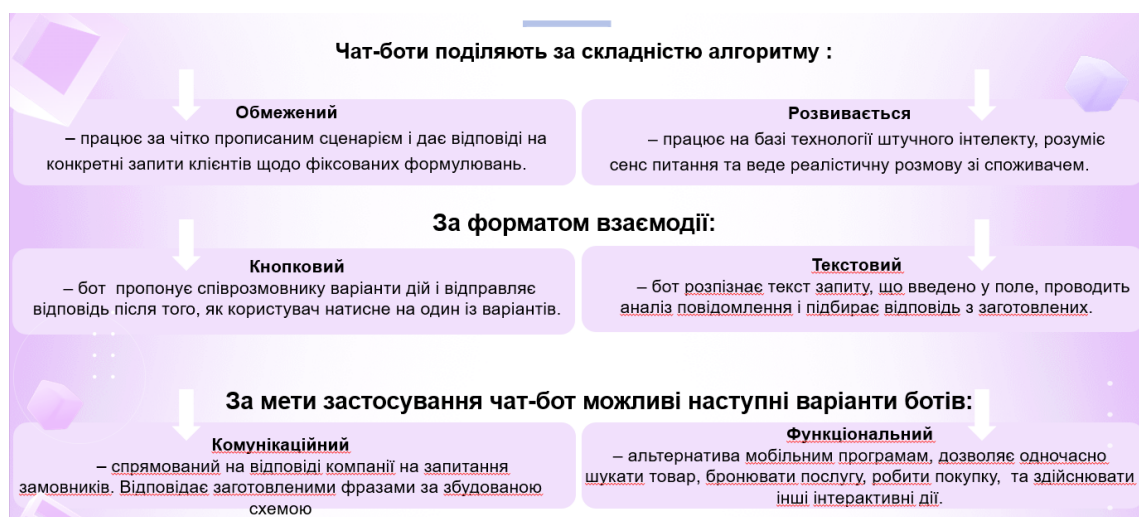 Чат-боти поділяють за складністю алгоритму :
Обмежений
– працює за чітко прописаним сценарієм і дає відповіді на
конкретні запити клієнтів щодо фіксованих формулювань.
Розвивається
– працює на базі технології штучного інтелекту, розуміє
сенс питання та веде реалістичну розмову зі споживачем.
За форматом взаємодії:
Кнопковий
– бот пропонує співрозмовнику варіанти дій і відправляє
відповідь після того, як користувач натисне на один із варіантів.
Текстовий
– бот розпізнає текст запиту, що введено у поле, проводить
аналіз повідомлення і підбирає відповідь з заготовлених.
За мети застосування чат-бот можливі наступні варіанти ботів:
Комунікаційний
– спрямований на відповіді компанії на запитання
замовників. Відповідає заготовленими фразами за збудованою
схемою
Функціональний
– альтернатива мобільним програмам, дозволяє одночасно
шукати товар, бронювати послугу, робити покупку, та здійснювати
інші інтерактивні дії.